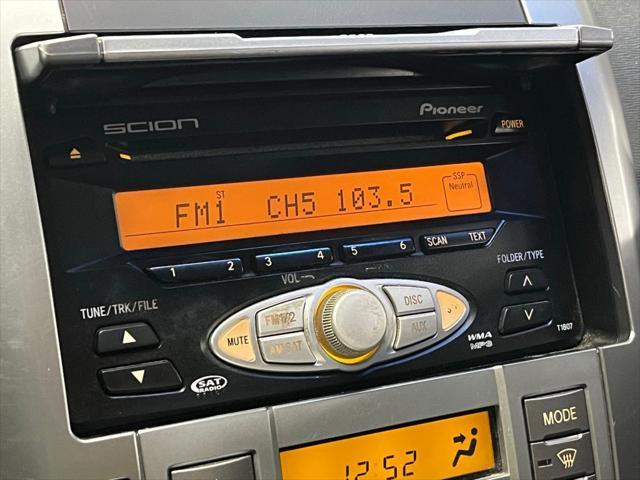 SCION
Pioneer
POWER
ST
FM1 CH5 103.5
SSP
Neutral
1 2 3 4 5 6 SCAN TEXT
VOL
FOLDER/TYPE
TUNE/TRK/FILE
FM1/2
DISC
MUTE
AM·SAT
AUX
WMA
MP3
T1807
SAT
RADIO
MODE
12:52